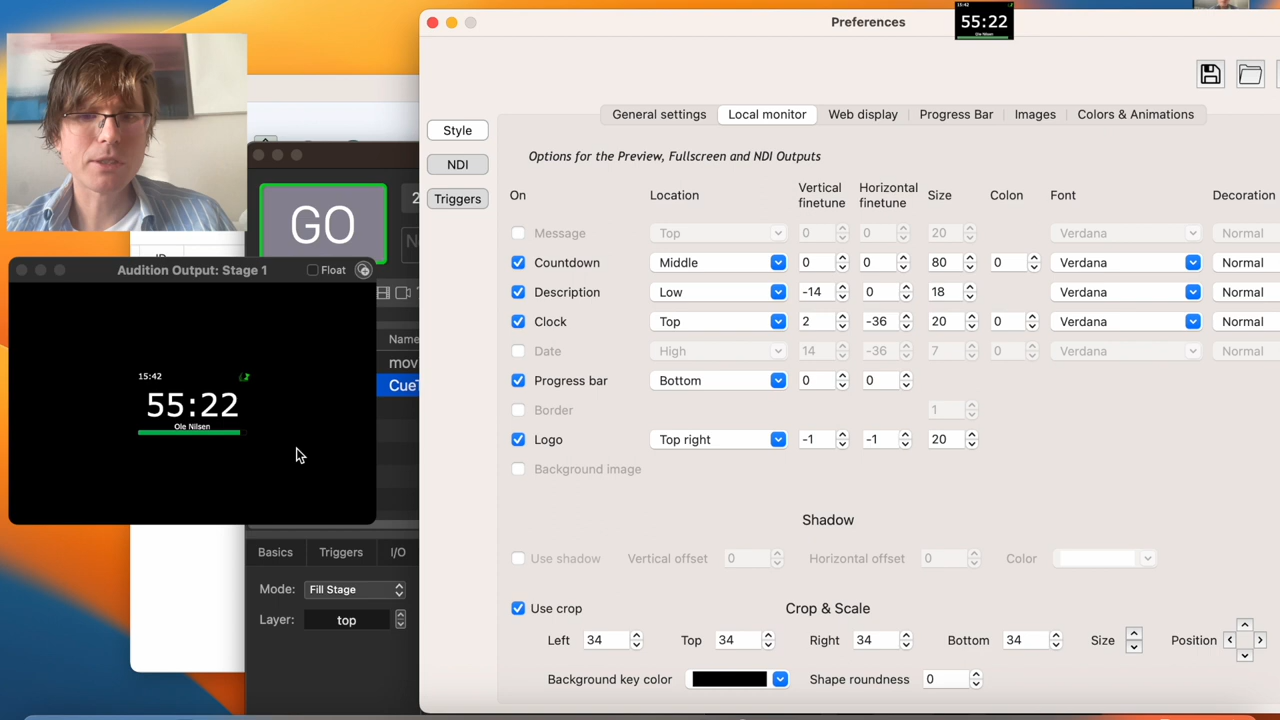 Preferences
15:42
55:22
Ole Nilsen
General settings
Local monitor
Web display
Progress Bar
Images
Colors & Animations
Style
NDI
Triggers
Options for the Preview, Fullscreen and NDI Outputs
On
Location
Vertical
finetune
Horizontal
finetune
Size
Colon
Font
Decoration
Message Top 0 0 20 Verdana Normal
Countdown Middle 0 0 80 0 Verdana Normal
Description Low -14 0 18 Verdana Normal
Clock Top 2 -36 20 0 Verdana Normal
Date High 14 -36 7 0 Verdana Normal
Progress bar Bottom 0 0
Border 1
Logo Top right -1 -1 20
Background image
Shadow
Use shadow Vertical offset 0 Horizontal offset 0 Color
Use crop Crop & Scale
Left 34 Top 34 Right 34 Bottom 34 Size Position
Background key color Shape roundness 0
GO
2
Audition Output: Stage 1
Float
15:42
55:22
Ole Nilsen
Name
mov
Cue
Basics
Triggers
I/O
Mode: Fill Stage
Layer: top